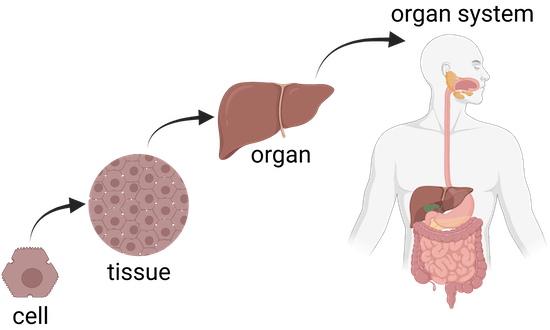 organ system
organ
tissue
cell